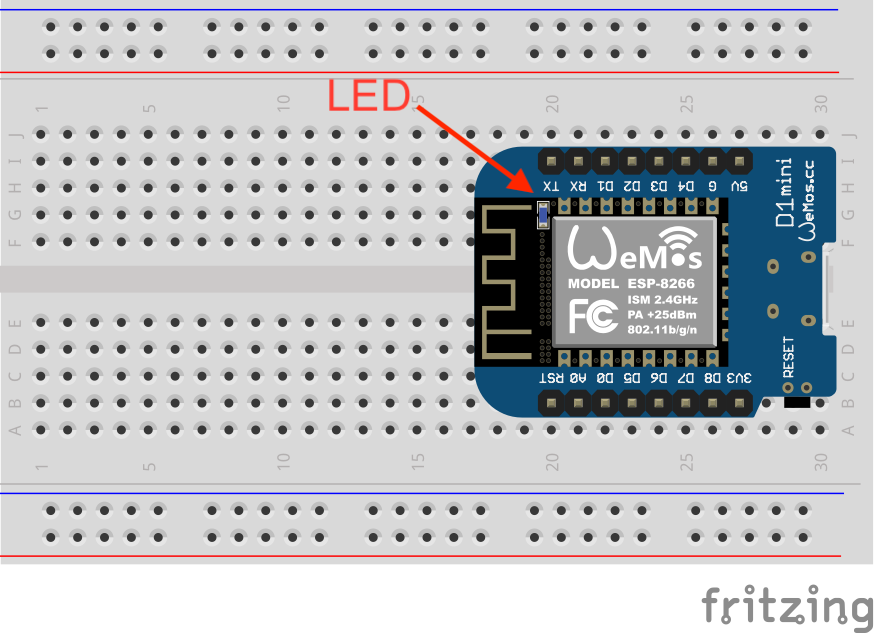 LED
1 5 10 15 20 25 30
J
I
H
G
F
TX RX D1 D2 D3 D4 G 5V
D1mini
WeMos.cc
WeMos
MODEL ESP-8266
ISM 2.4GHz
PA +25dBm
802.11b/g/n
FC
RST A0 D0 D5 D6 D7 D8 3V3
RESET
E
D
C
B
A
1 5 10 15 20 25 30
J
I
H
G
F
E
D
C
B
A
fritzing